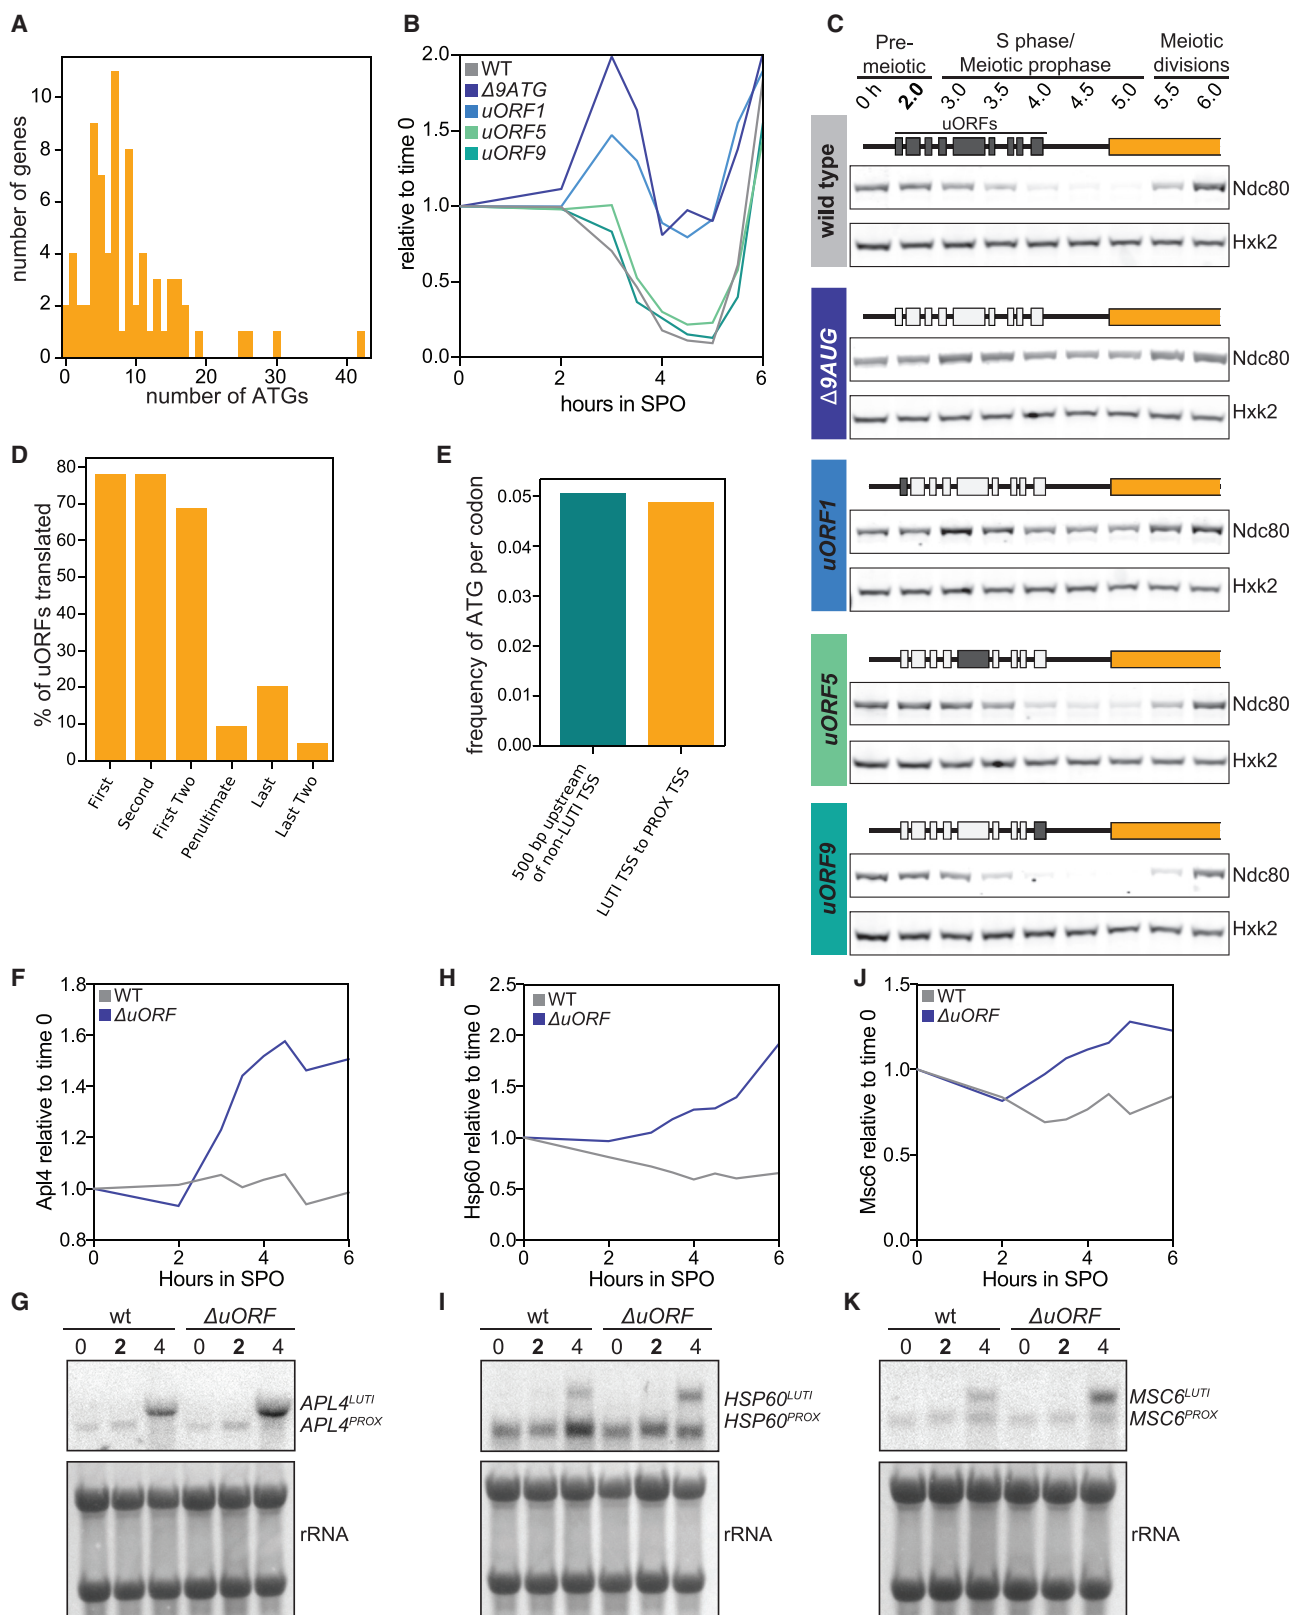 A
number of genes
10
8
6
4
2
0
0
10
20
30
40
number of ATGs
B
relative to time 0
2.0
1.5
1.0
0.5
0.0
WT
Δ9ATG
uORF1
uORF5
uORF9
0
2
4
6
hours in SPO
C
Pre-
meiotic
S phase/
Meiotic prophase
Meiotic
divisions
0 h
2.0
3.0
3.5
4.0
4.5
5.0
5.5
6.0
uORFs
wild type
Ndc80
Hxk2
Δ9AUG
Ndc80
Hxk2
uORF1
Ndc80
Hxk2
uORF5
Ndc80
Hxk2
uORF9
Ndc80
Hxk2
D
% of uORFs translated
80
70
60
50
40
30
20
10
0
First
Second
First Two
Penultimate
Last
Last Two
E
frequency of ATG per codon
0.05
0.04
0.03
0.02
0.01
0.00
500 bp upstream
of non-LUTI TSS
LUTI TSS to PROX TSS
F
Apl4 relative to time 0
1.8
1.6
1.4
1.2
1.0
0.8
WT
ΔuORF
0
2
4
6
Hours in SPO
H
Hsp60 relative to time 0
2.5
2.0
1.5
1.0
0.5
0.0
WT
ΔuORF
0
2
4
6
Hours in SPO
J
Msc6 relative to time 0
1.5
1.0
0.5
0.0
WT
ΔuORF
0
2
4
6
Hours in SPO
G
wt
ΔuORF
0 2 4 0 2 4
APL4^LUTI
APL4^PROX
rRNA
I
wt
ΔuORF
0 2 4 0 2 4
HSP60^LUTI
HSP60^PROX
rRNA
K
wt
ΔuORF
0 2 4 0 2 4
MSC6^LUTI
MSC6^PROX
rRNA